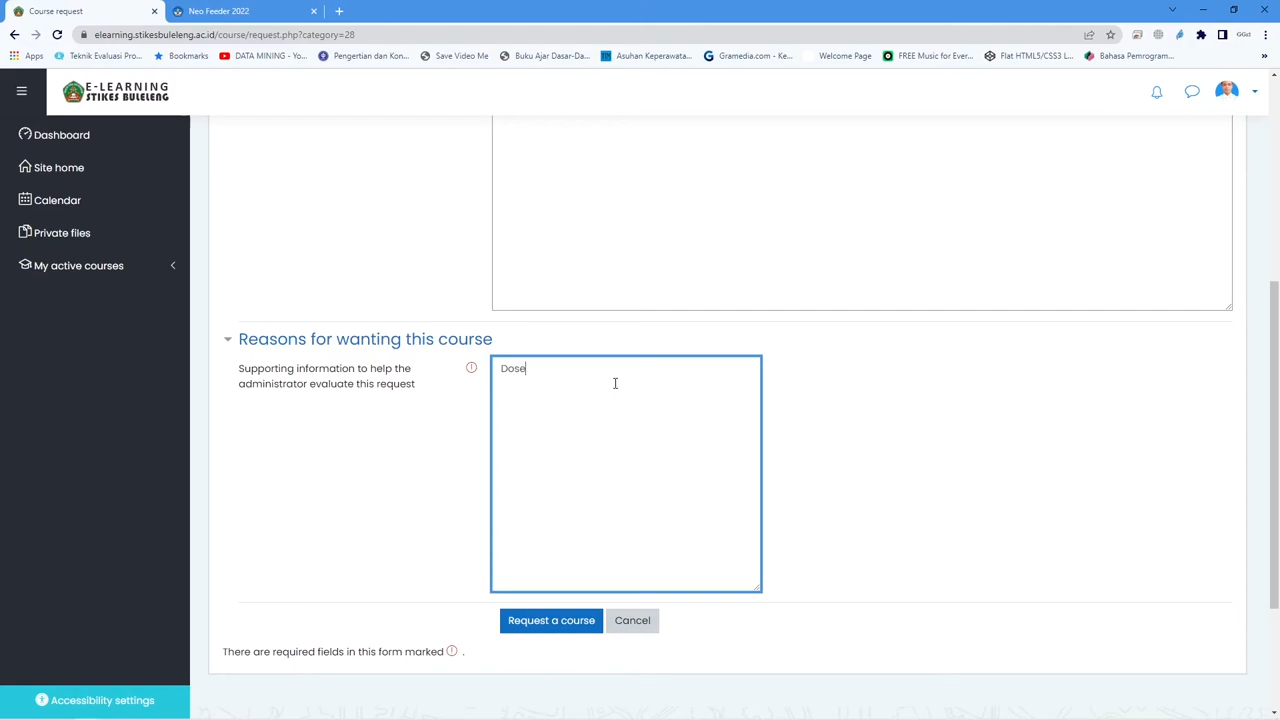 Course request
Neo Feeder 2022
elearning.stikesbuleleng.ac.id/course/request.php?category=28
Apps
Teknik Evaluasi Pro...
Bookmarks
DATA MINING - Yo...
Pengertian dan Kon...
Save Video Me
Buku Ajar Dasar-Da...
Asuhan Keperawata...
Gramedia.com - Ke...
Welcome Page
FREE Music for Ever...
Flat HTML5/CSS3 L...
Bahasa Pemrogram...
E-LEARNING
STIKES BULELENG
Dashboard
Site home
Calendar
Private files
My active courses
Reasons for wanting this course
Supporting information to help the
administrator evaluate this request
Dose
Request a course
Cancel
There are required fields in this form marked .
Accessibility settings